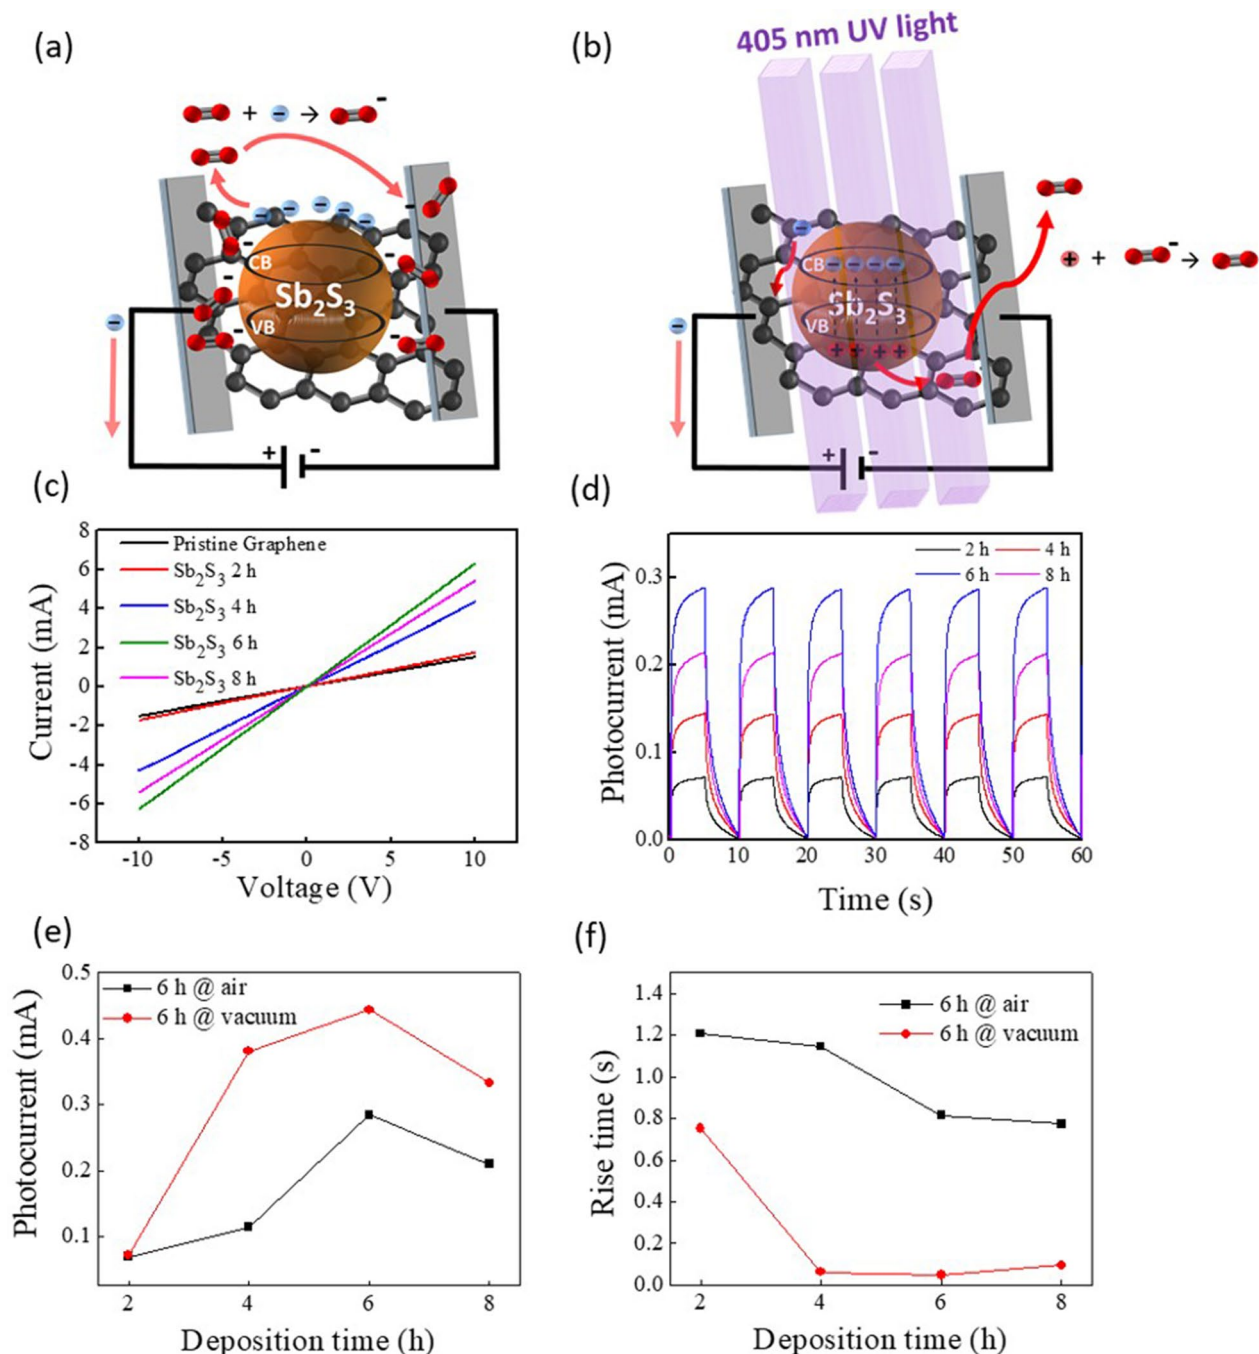 (a)
(b)
405 nm UV light
+ − → -
CB
Sb2S3
VB
+ -
CB
Sb2S3
VB
+ + - →
+ -
(c)
(d)
Pristine Graphene
Sb2S3 2 h
Sb2S3 4 h
Sb2S3 6 h
Sb2S3 8 h
8
6
4
2
0
-2
-4
-6
-8
Current (mA)
-10 -5 0 5 10
Voltage (V)
2 h 4 h
6 h 8 h
0.3
0.2
0.1
0.0
Photocurrent (mA)
0 10 20 30 40 50 60
Time (s)
(e)
(f)
6 h @ air
6 h @ vacuum
0.5
0.4
0.3
0.2
0.1
Photocurrent (mA)
2 4 6 8
Deposition time (h)
6 h @ air
6 h @ vacuum
1.4
1.2
1.0
0.8
0.6
0.4
0.2
0.0
Rise time (s)
2 4 6 8
Deposition time (h)